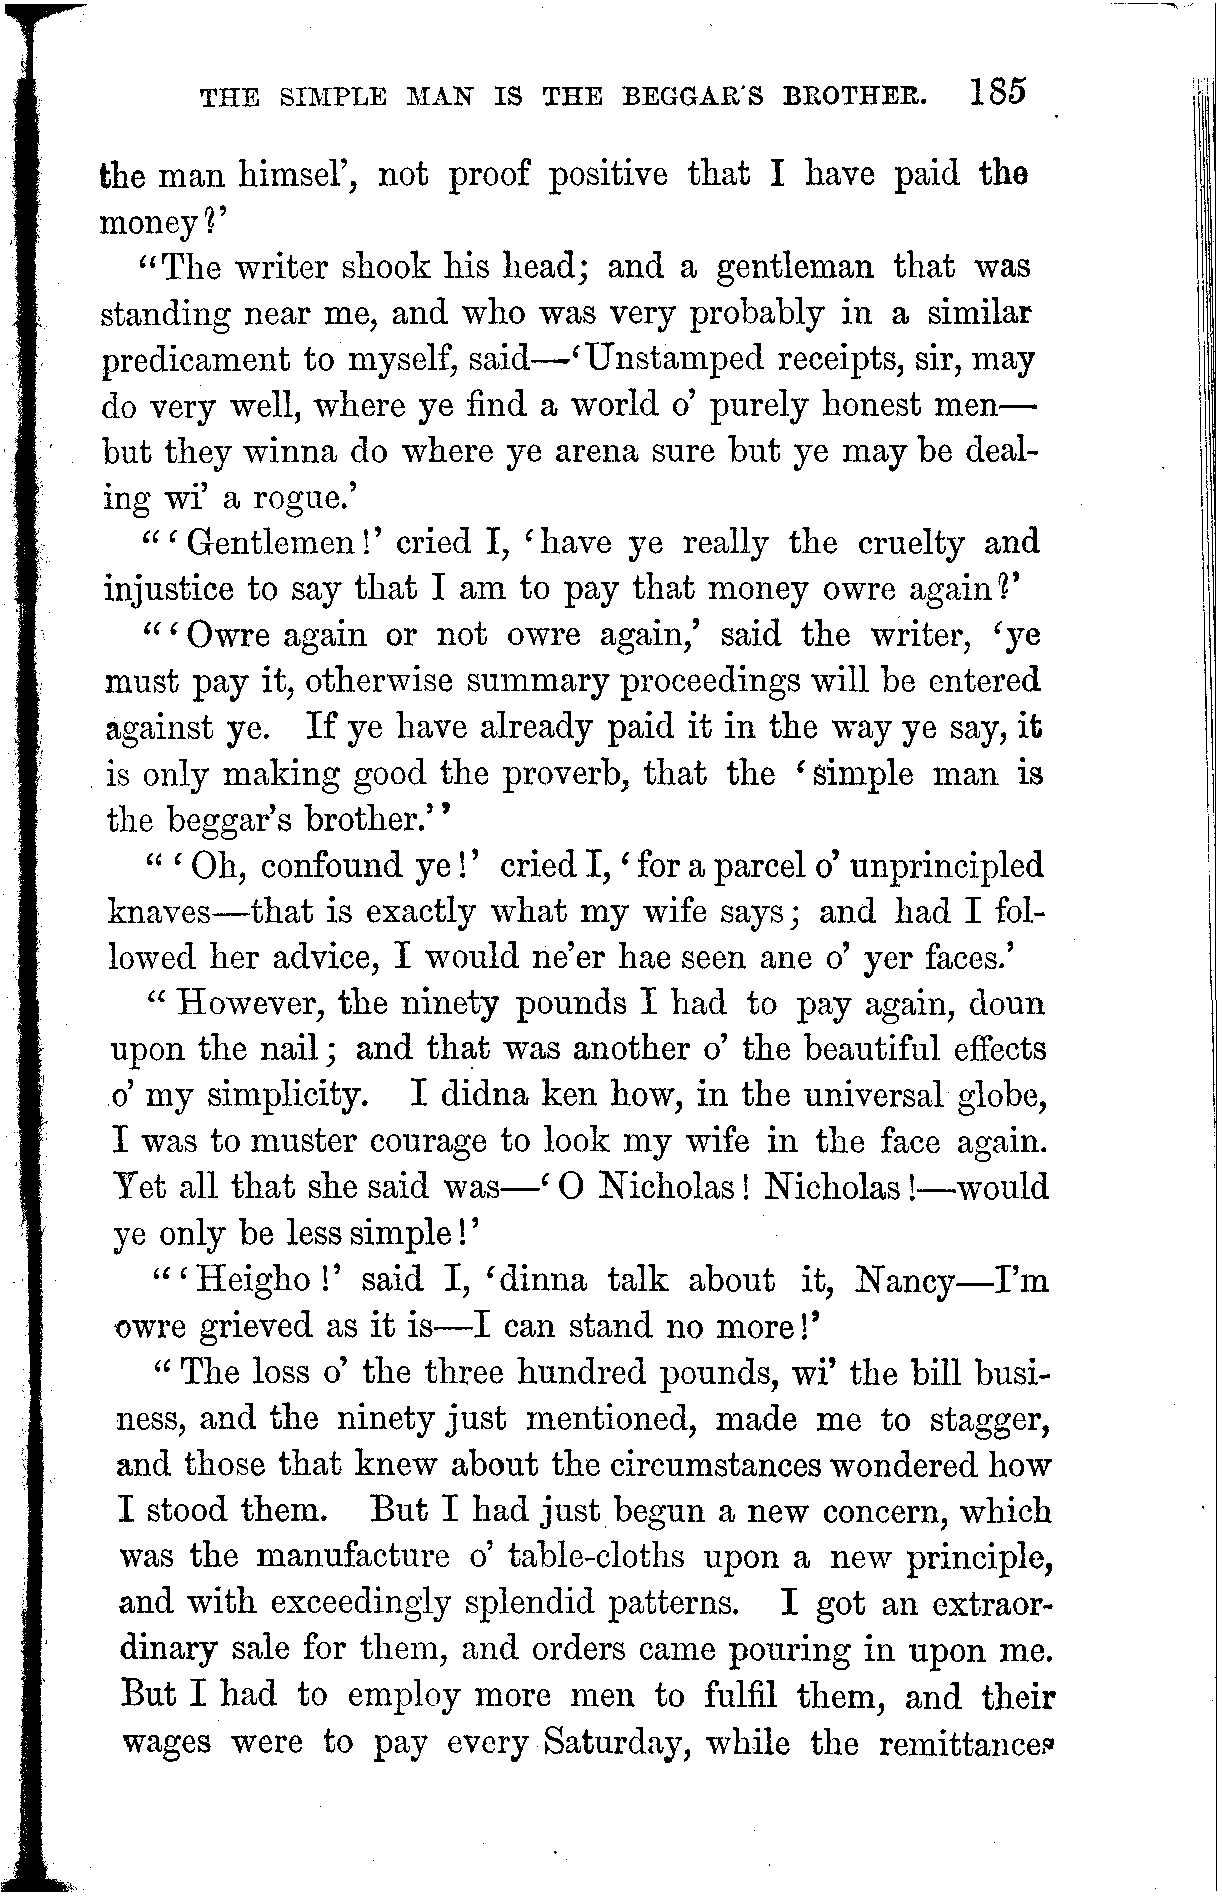 THE SIMPLE MAN IS THE BEGGAR'S BROTHER. 185
the man himsel', not proof positive that I have paid the
money?'
"The writer shook his head; and a gentleman that was
standing near me, and who was very probably in a similar
predicament to myself, said—'Unstamped receipts, sir, may
do very well, where ye find a world o' purely honest men—
but they winna do where ye arena sure but ye may be deal-
ing wi' a rogue.'
"'Gentlemen!' cried I, 'have ye really the cruelty and
injustice to say that I am to pay that money owre again?'
"'Owre again or not owre again,' said the writer, 'ye
must pay it, otherwise summary proceedings will be entered
against ye. If ye have already paid it in the way ye say, it
is only making good the proverb, that the 'simple man is
the beggar's brother.''
"'Oh, confound ye!' cried I, 'for a parcel o' unprincipled
knaves—that is exactly what my wife says; and had I fol-
lowed her advice, I would ne'er hae seen ane o' yer faces.'
"However, the ninety pounds I had to pay again, doun
upon the nail; and that was another o' the beautiful effects
o' my simplicity. I didna ken how, in the universal globe,
I was to muster courage to look my wife in the face again.
Yet all that she said was—'O Nicholas! Nicholas!—would
ye only be less simple!'
"'Heigho!' said I, 'dinna talk about it, Nancy—I'm
owre grieved as it is—I can stand no more!'
"The loss o' the three hundred pounds, wi' the bill busi-
ness, and the ninety just mentioned, made me to stagger,
and those that knew about the circumstances wondered how
I stood them. But I had just begun a new concern, which
was the manufacture o' table-cloths upon a new principle,
and with exceedingly splendid patterns. I got an extraor-
dinary sale for them, and orders came pouring in upon me.
But I had to employ more men to fulfil them, and their
wages were to pay every Saturday, while the remittances